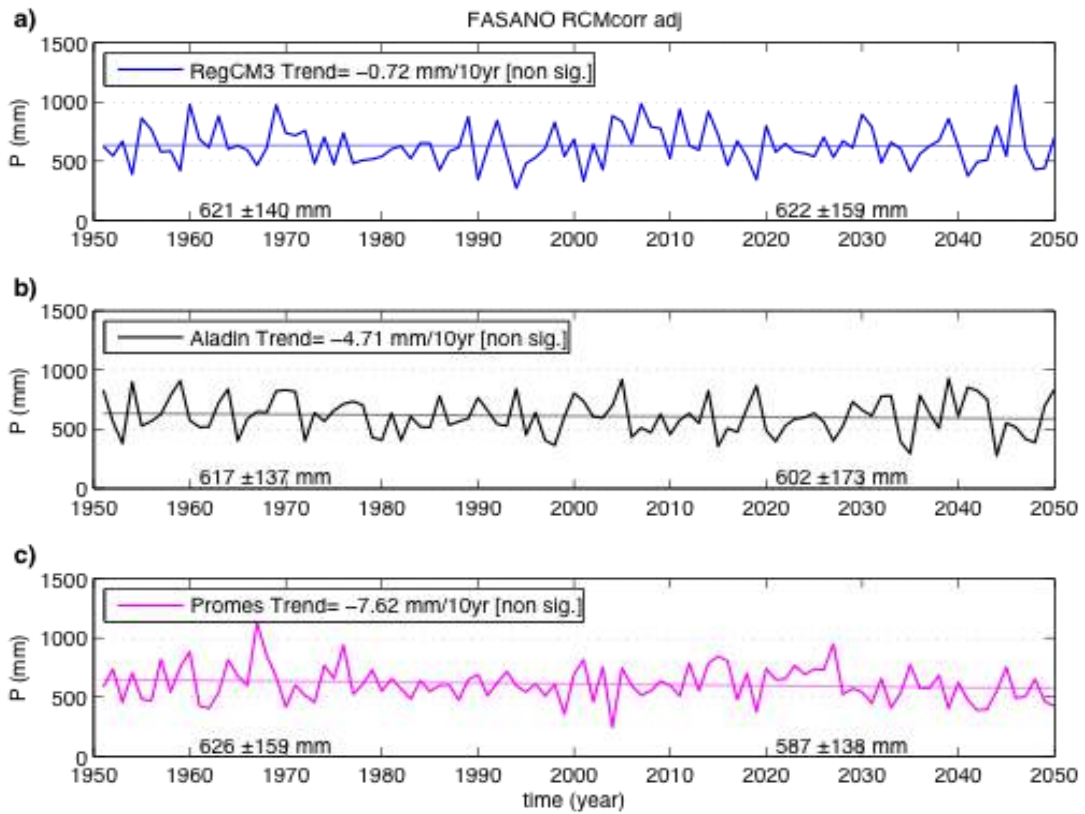 FASANO RCMcorr adj
a)
1500
RegCM3 Trend= −0.72 mm/10yr [non sig.]
1000
P (mm)
500
621 ±140 mm 622 ±159 mm
0
1950 1960 1970 1980 1990 2000 2010 2020 2030 2040 2050
b)
1500
Aladin Trend= −4.71 mm/10yr [non sig.]
1000
P (mm)
500
617 ±137 mm 602 ±173 mm
0
1950 1960 1970 1980 1990 2000 2010 2020 2030 2040 2050
c)
1500
Promes Trend= −7.62 mm/10yr [non sig.]
1000
P (mm)
500
626 ±159 mm 587 ±138 mm
0
1950 1960 1970 1980 1990 2000 2010 2020 2030 2040 2050
time (year)